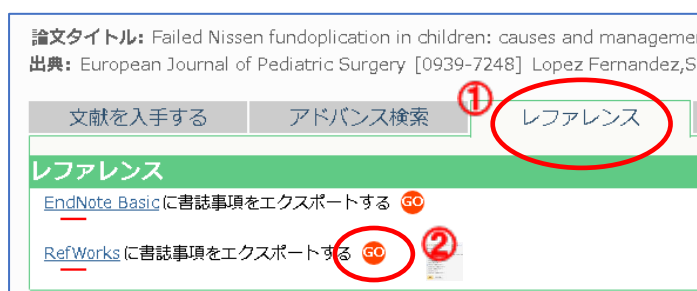 論文タイトル: Failed Nissen fundoplication in children: causes and
出典: European Journal of Pediatric Surgery [0939-7248] Lopez Fernandez,S
①
文献を入手する アドバンス検索 レファレンス
レファレンス
EndNote Basicに書誌事項をエクスポートする GO
RefWorksに書誌事項をエクスポートする GO ②